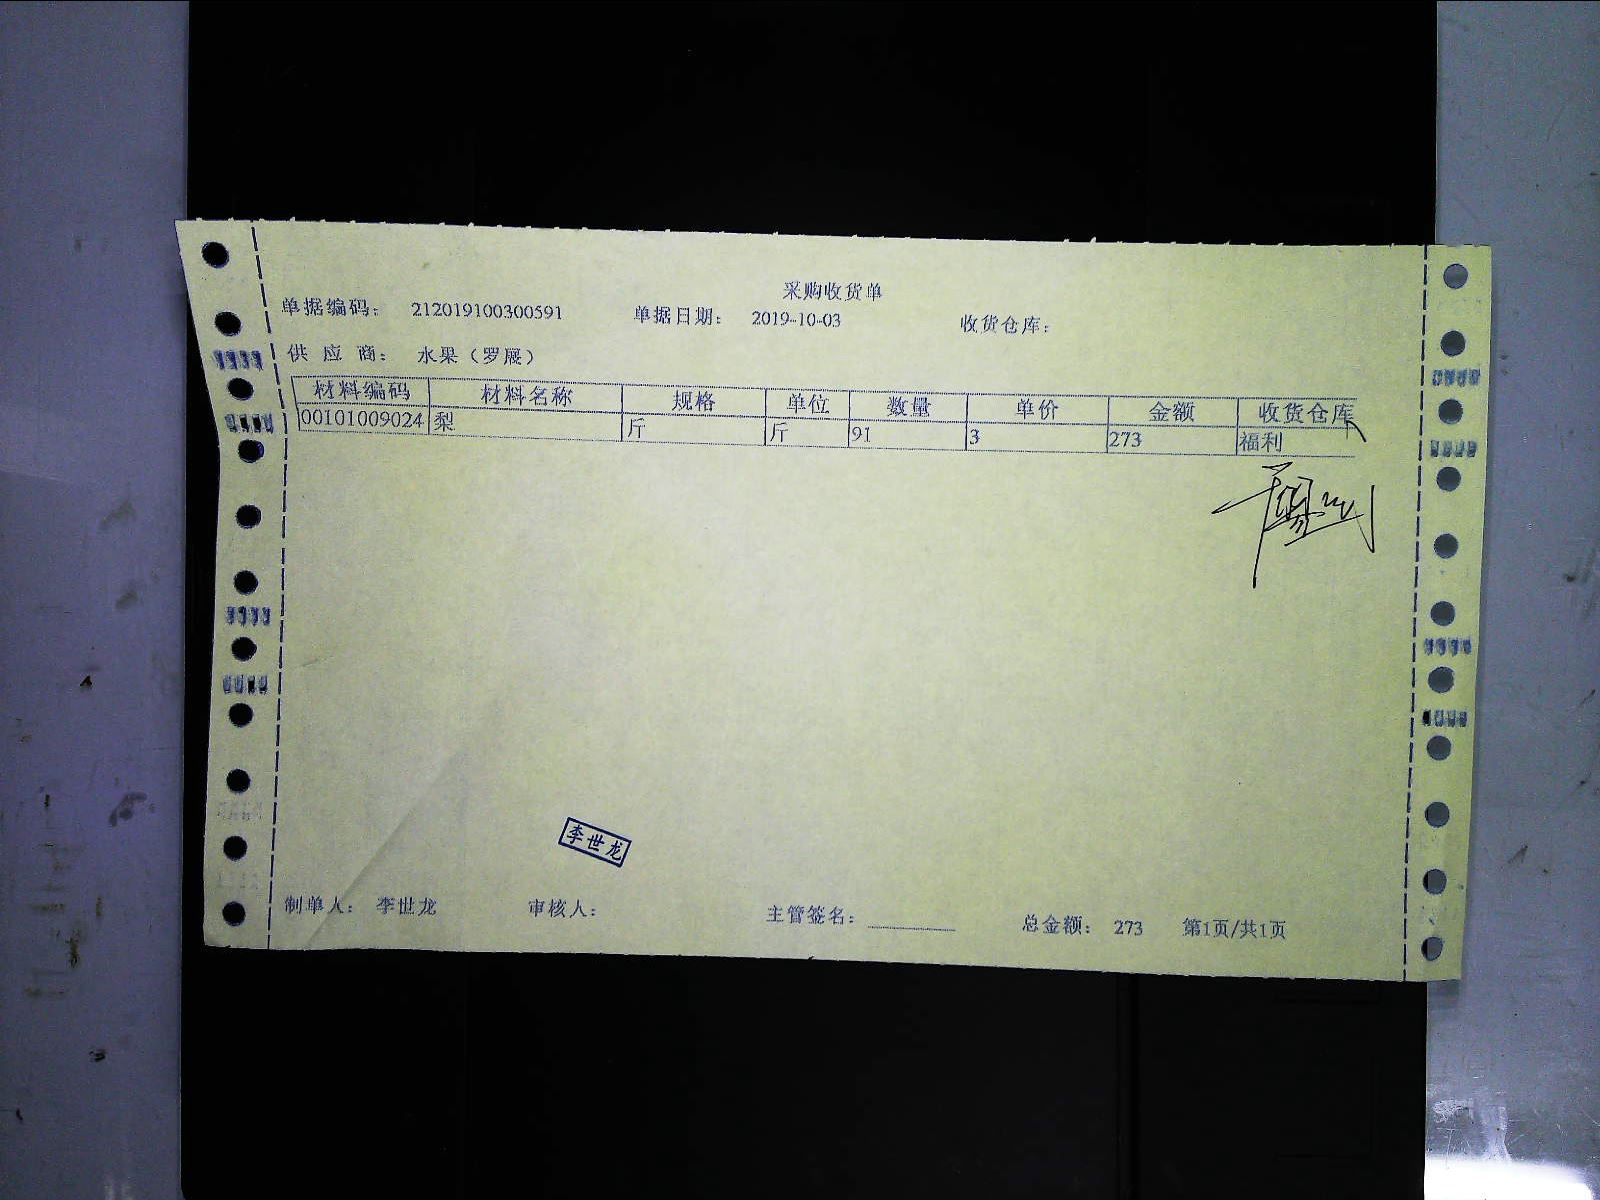 采购收货单
单据编码： 212019100300591 单据日期： 2019-10-03 收货仓库：
供 应 商： 水果（罗展）
材料编码 材料名称 规格 单位 数量 单价 金额 收货仓库
00101009024 梨 斤 斤 91 3 273 福利
李世龙
制单人： 李世龙 审核人： 主管签名： 总金额： 273 第1页/共1页